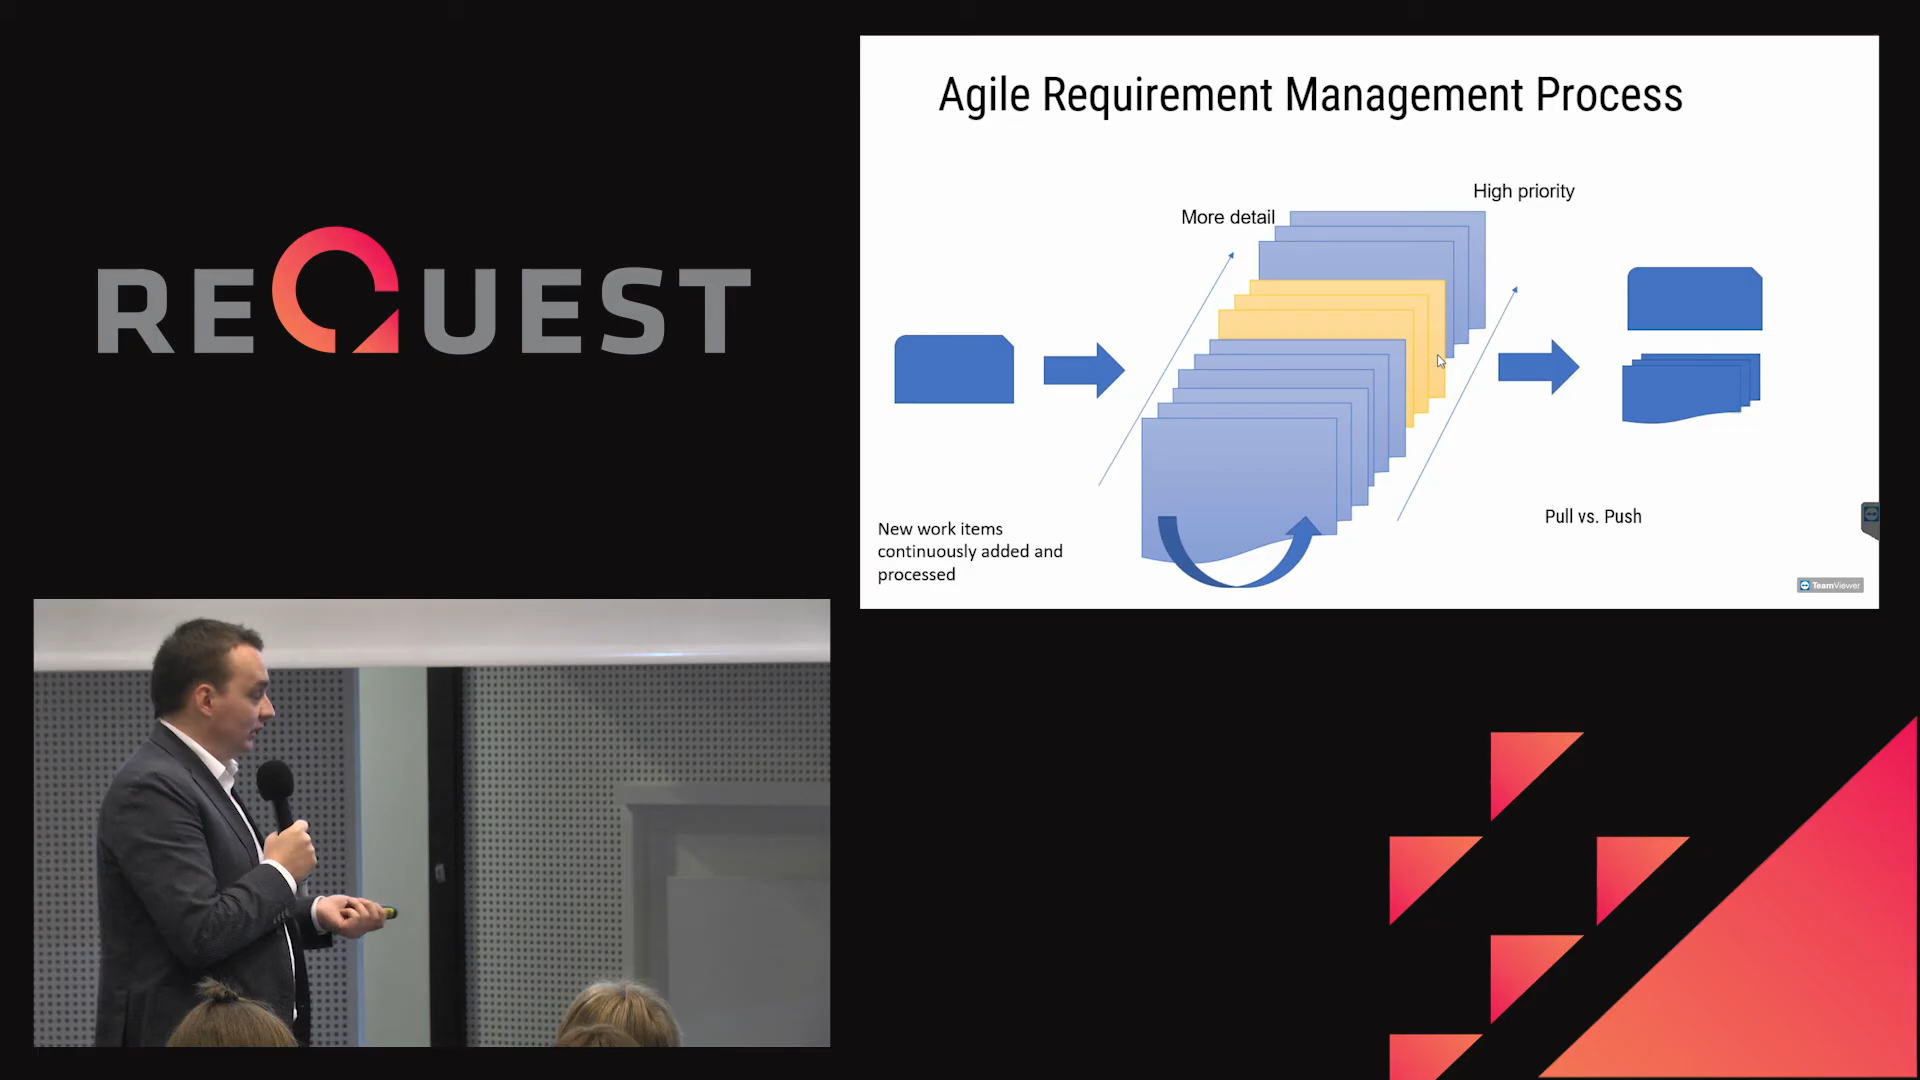 REQUEST
Agile Requirement Management Process
High priority
More detail
New work items
continuously added and
processed
Pull vs. Push
TeamViewer